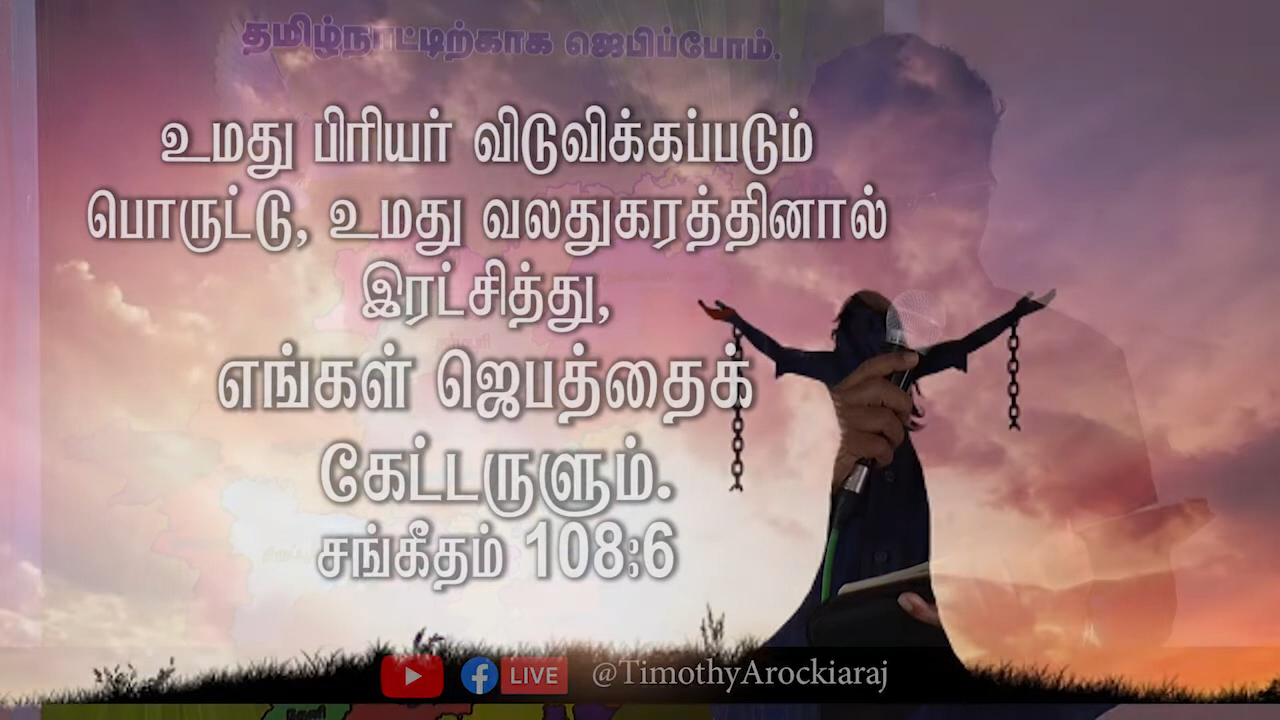 தமிழ்நாட்டிற்காக ஜெபிப்போம்.
உமது பிரியர் விடுவிக்கப்படும்
பொருட்டு, உமது வலதுகரத்தினால்
இரட்சித்து,
எங்கள் ஜெபத்தைக்
கேட்டருளும்.
சங்கீதம் 108:6
LIVE @TimothyArockiaraj
தேனி